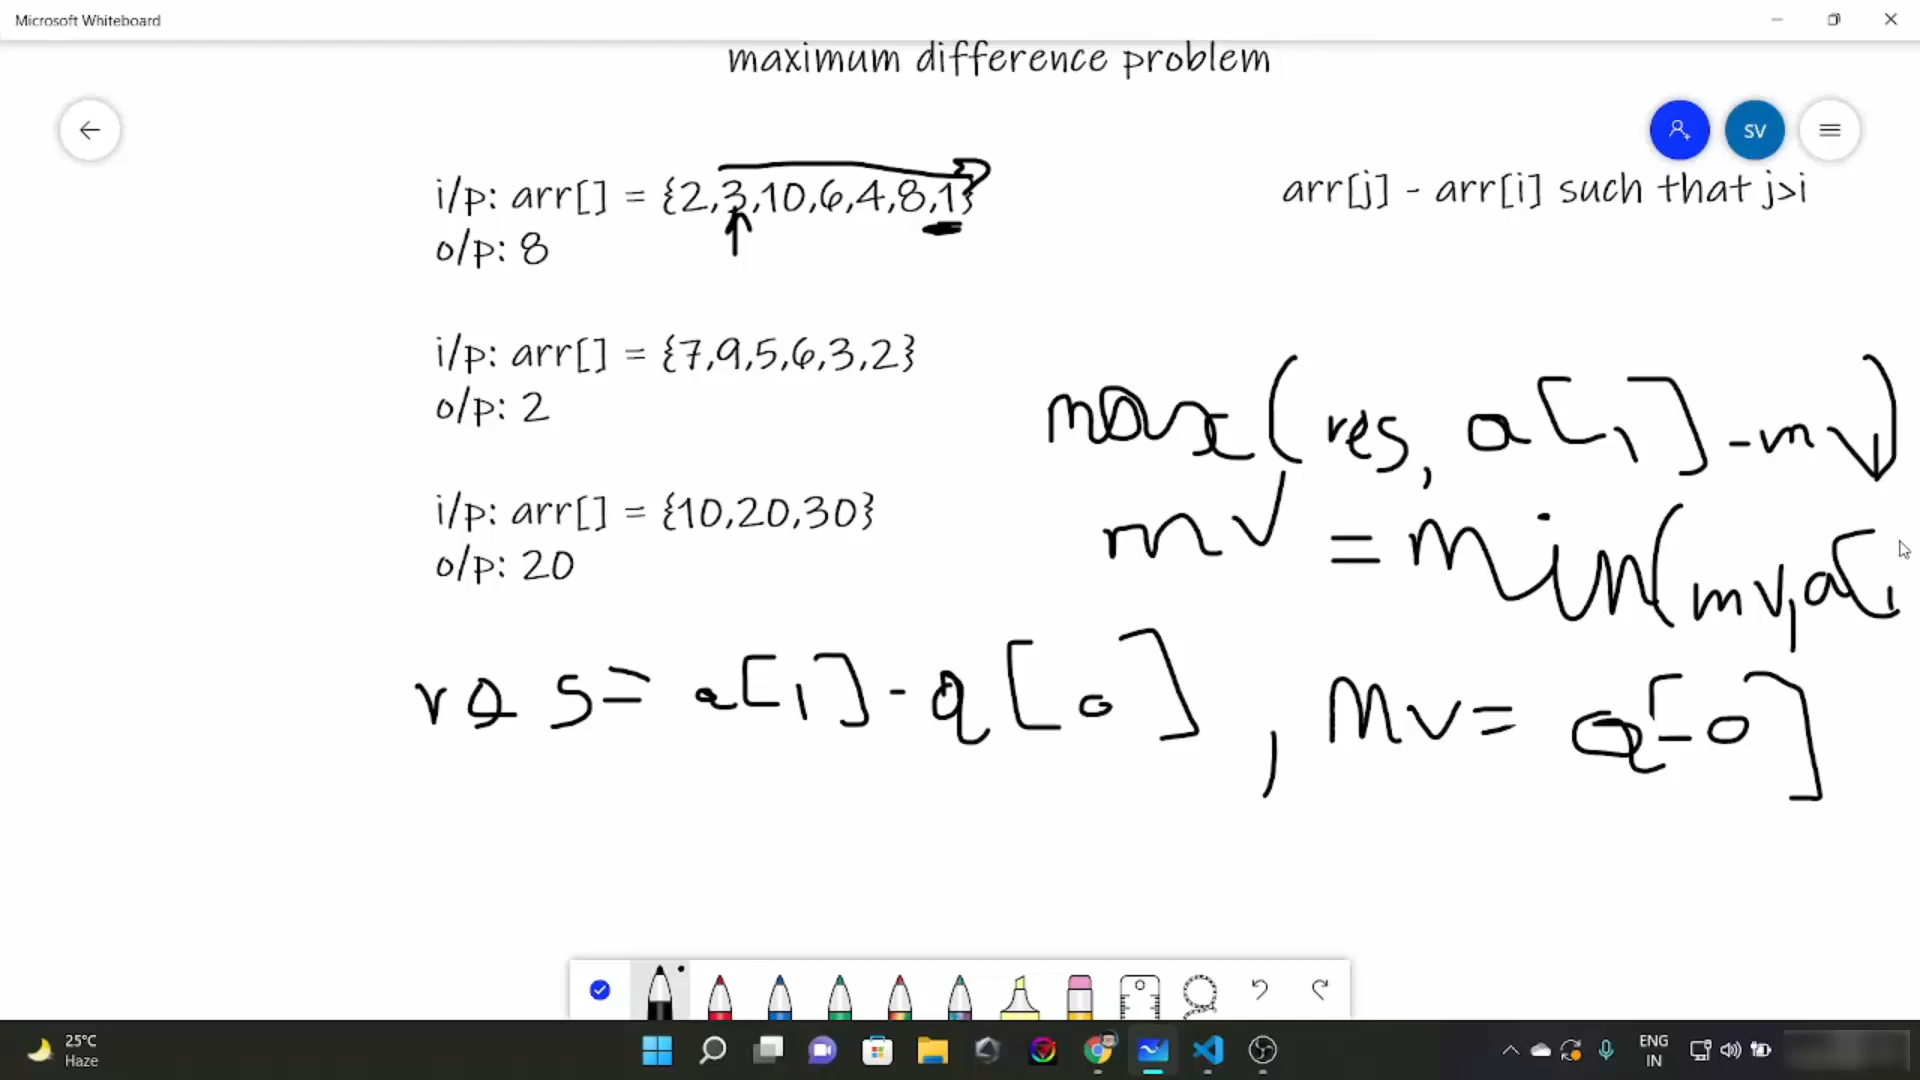 Microsoft Whiteboard
maximum difference problem
SV
i/p: arr[] = {2,3,10,6,4,8,1}
o/p: 8
arr[j] - arr[i] such that j>i
i/p: arr[] = {7,9,5,6,3,2}
o/p: 2
max(res, a[i] - mv)
i/p: arr[] = {10,20,30}
mv = min(mv, a[i
o/p: 20
res = a[1] - a[0], mv = a[0]
25°C
Haze
ENG
IN